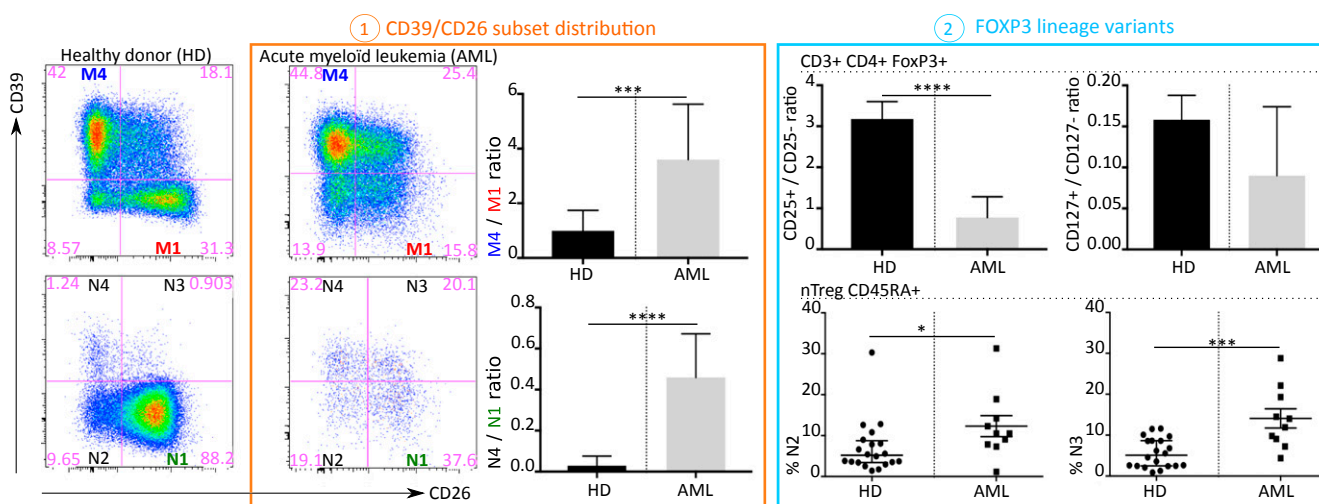 1 CD39/CD26 subset distribution
2 FOXP3 lineage variants
Healthy donor (HD)
Acute myeloïd leukemia (AML)
CD3+ CD4+ FoxP3+
CD39
42 M4 18.1
8.57 M1 31.3
44.8 M4 25.4
13.9 M1 15.8
M4 / M1 ratio
6
4
2
0
***
HD AML
CD25+ / CD25- ratio
4
3
2
1
0
****
HD AML
CD127+ / CD127- ratio
0.20
0.15
0.10
0.05
0.00
HD AML
1.24 N4 N3 0.903
9.65 N2 N1 88.2
23.2 N4 N3 20.1
19.1 N2 N1 37.6
CD26
N4 / N1 ratio
0.8
0.6
0.4
0.2
0.0
****
HD AML
nTreg CD45RA+
% N2
40
30
20
10
0
*
HD AML
% N3
40
30
20
10
0
***
HD AML